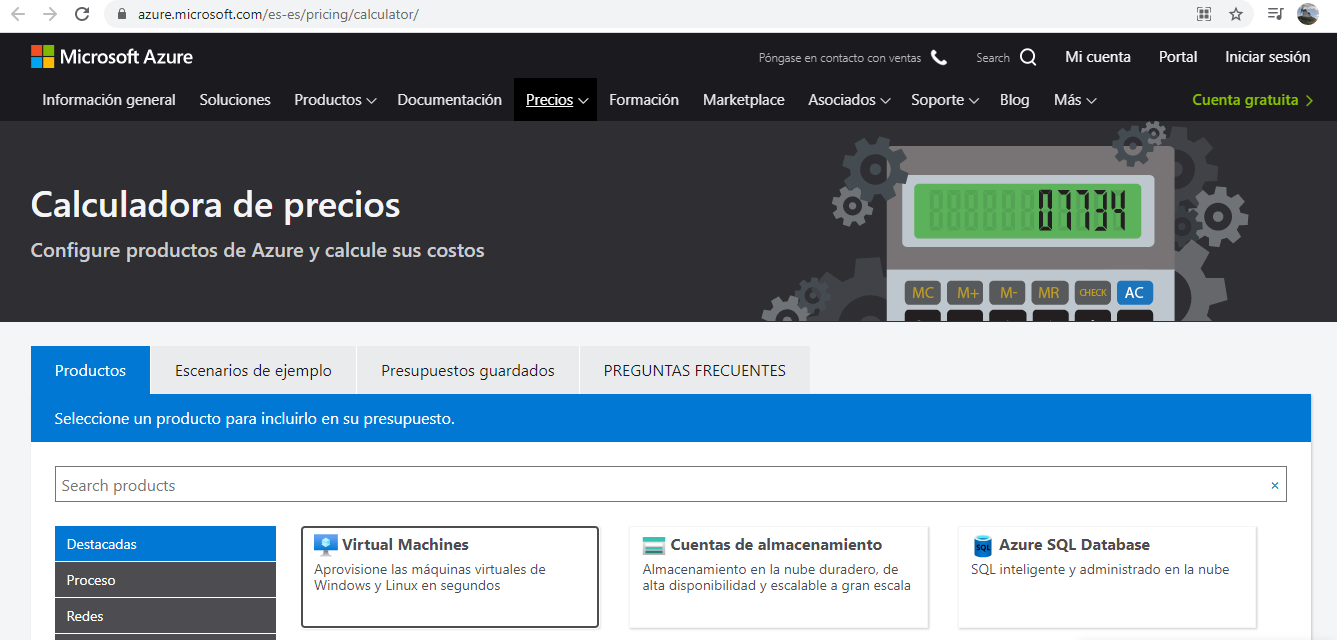 azure.microsoft.com/es-es/pricing/calculator/
Microsoft Azure
Póngase en contacto con ventas
Search
Mi cuenta
Portal
Iniciar sesión
Información general
Soluciones
Productos
Documentación
Precios
Formación
Marketplace
Asociados
Soporte
Blog
Más
Cuenta gratuita
Calculadora de precios
Configure productos de Azure y calcule sus costos
07734
MC M+ M- MR CHECK AC
Productos
Escenarios de ejemplo
Presupuestos guardados
PREGUNTAS FRECUENTES
Seleccione un producto para incluirlo en su presupuesto.
Search products
Destacadas
Proceso
Redes
Virtual Machines
Aprovisione las máquinas virtuales de
Windows y Linux en segundos
Cuentas de almacenamiento
Almacenamiento en la nube duradero, de
alta disponibilidad y escalable a gran escala
SQL
Azure SQL Database
SQL inteligente y administrado en la nube